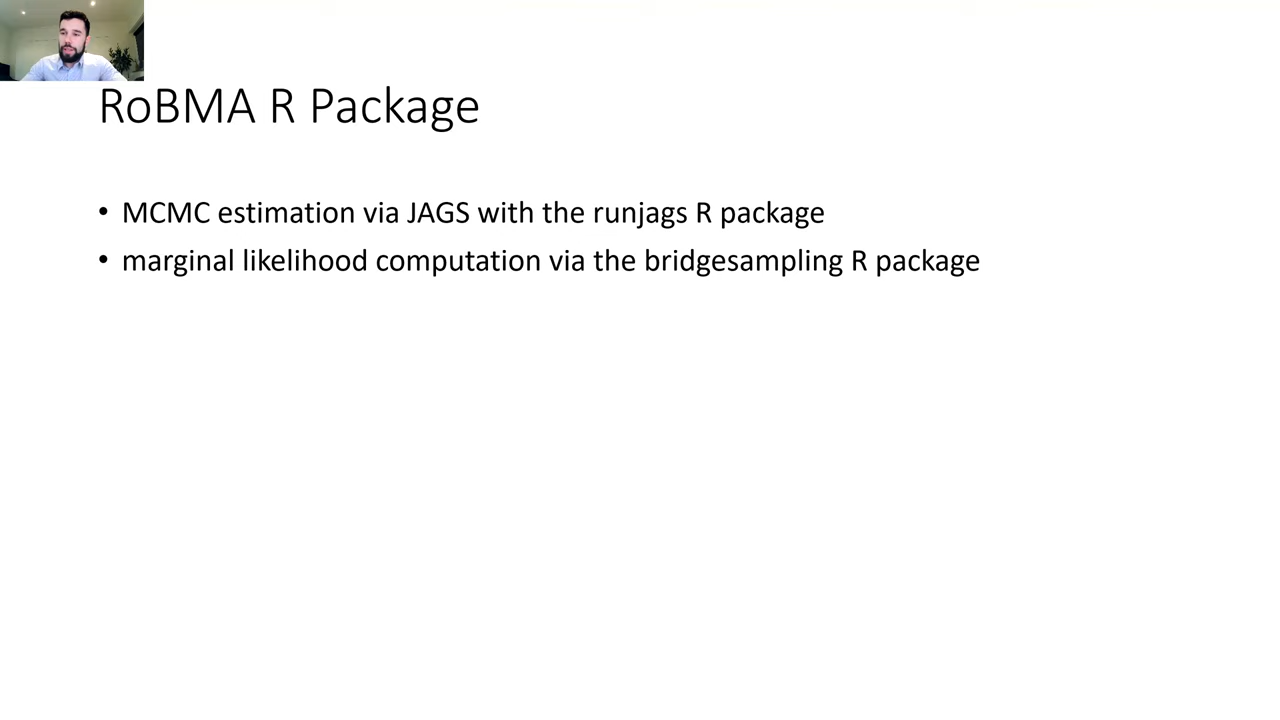 RoBMA R Package
• MCMC estimation via JAGS with the runjags R package
• marginal likelihood computation via the bridgesampling R package